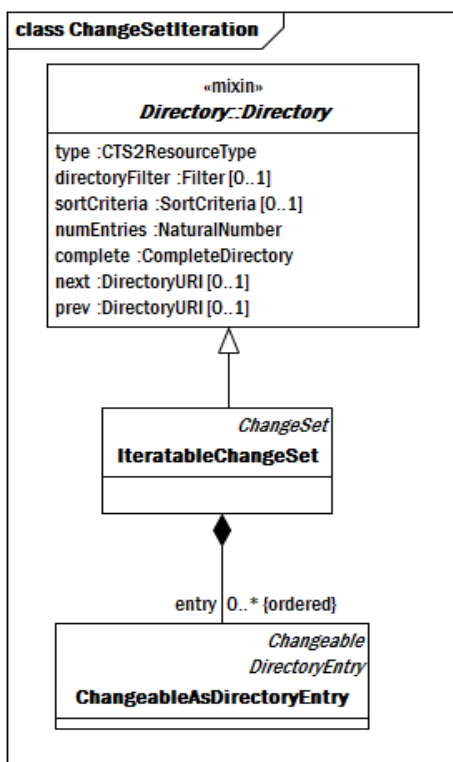 class ChangeSetIteration
«mixin»
Directory::Directory
type :CTS2ResourceType
directoryFilter :Filter [0..1]
sortCriteria :SortCriteria [0..1]
numEntries :NaturalNumber
complete :CompleteDirectory
next :DirectoryURI [0..1]
prev :DirectoryURI [0..1]
ChangeSet
IteratableChangeSet
entry 0..* {ordered}
Changeable
DirectoryEntry
ChangeableAsDirectoryEntry